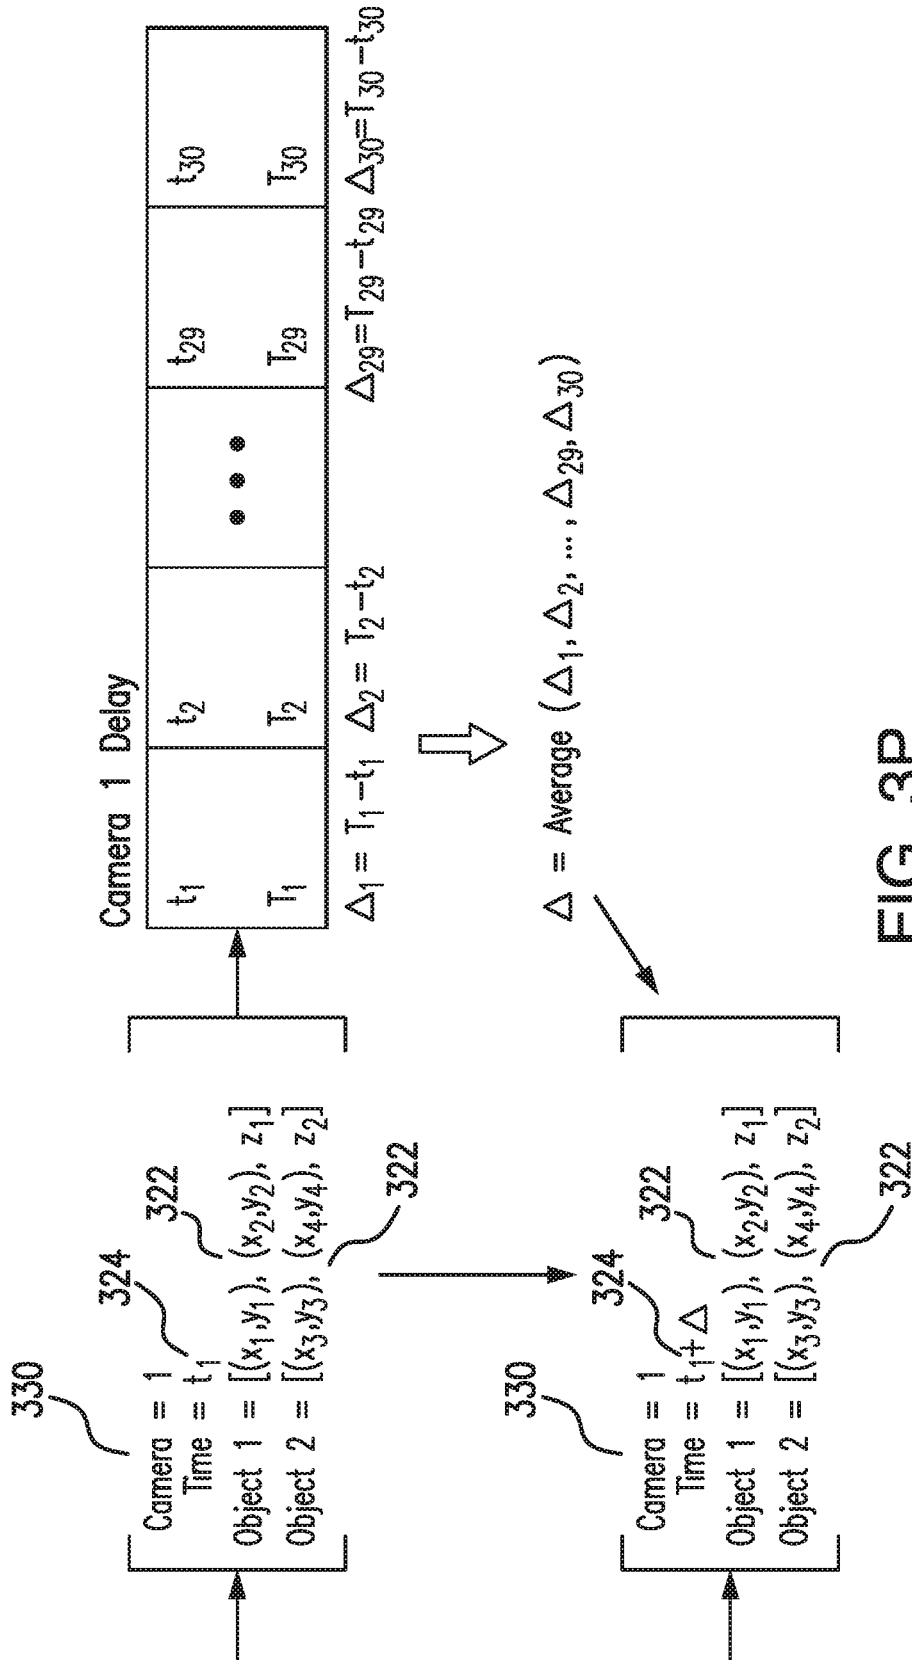 330
324
322
Camera = 1
Time = t₁
Object 1 = [(x₁,y₁), (x₂,y₂), z₁]
Object 2 = [(x₃,y₃), (x₄,y₄), z₂]
322
Camera 1 Delay
t₁ t₂ ••• t₂₉ t₃₀
T₁ T₂ T₂₉ T₃₀
Δ₁ = T₁−t₁ Δ₂ = T₂−t₂ Δ₂₉=T₂₉−t₂₉ Δ₃₀=T₃₀−t₃₀
Δ = Average (Δ₁, Δ₂, ... , Δ₂₉, Δ₃₀)
330
324
322
Camera = 1
Time = t₁+Δ
Object 1 = [(x₁,y₁), (x₂,y₂), z₁]
Object 2 = [(x₃,y₃), (x₄,y₄), z₂]
322
FIG. 3P